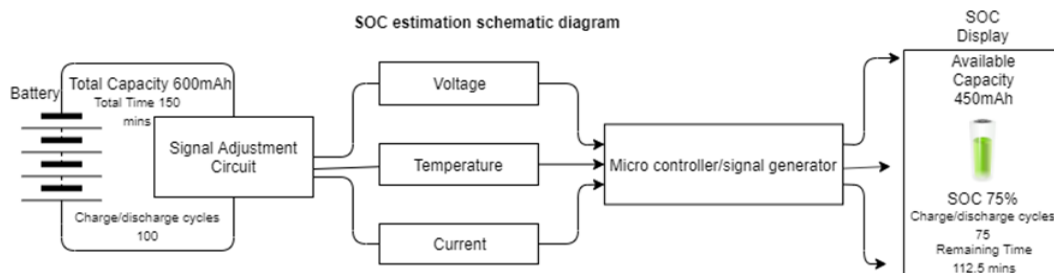 SOC estimation schematic diagram
Battery
Total Capacity 600mAh
Total Time 150
mins
Signal Adjustment
Circuit
Charge/discharge cycles
100
Voltage
Temperature
Current
Micro controller/signal generator
SOC
Display
Available
Capacity
450mAh
SOC 75%
Charge/discharge cycles
75
Remaining Time
112.5 mins